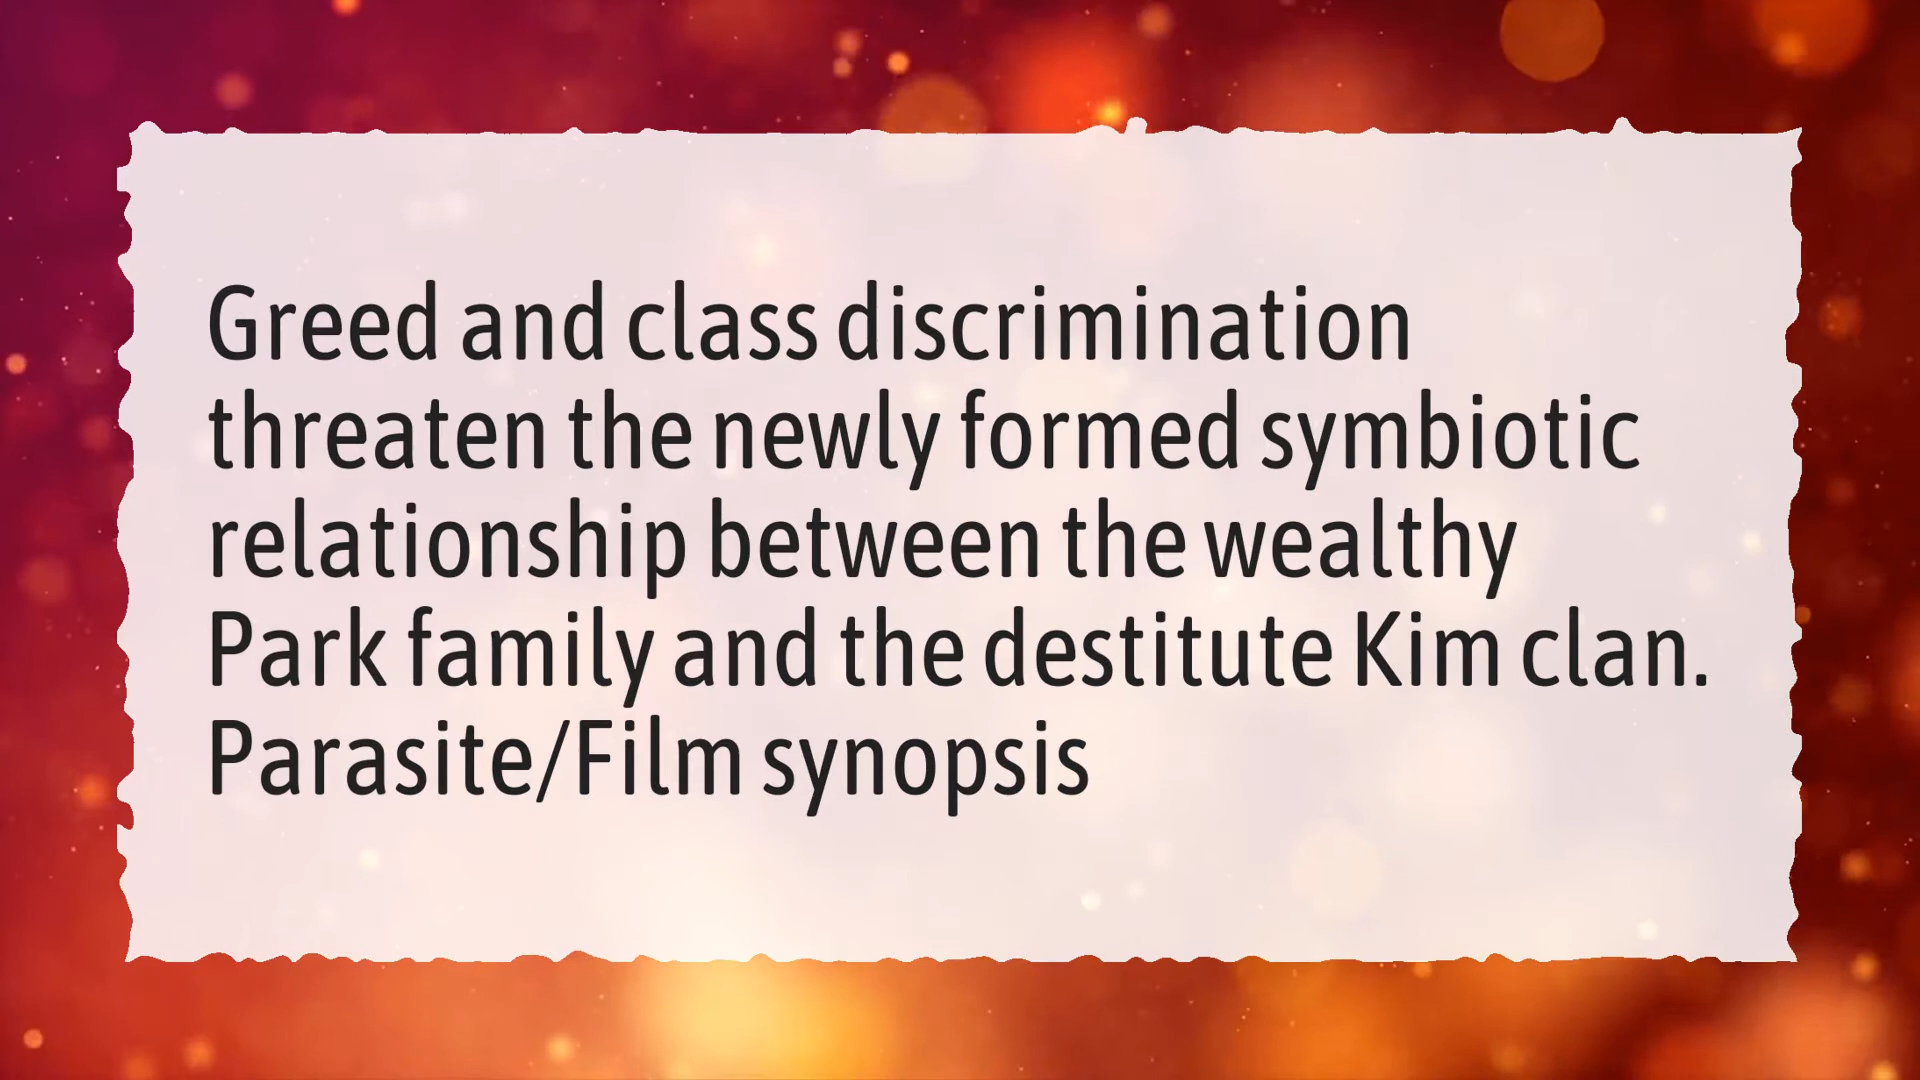 Greed and class discrimination
threaten the newly formed symbiotic
relationship between the wealthy
Park family and the destitute Kim clan.
Parasite/Film synopsis